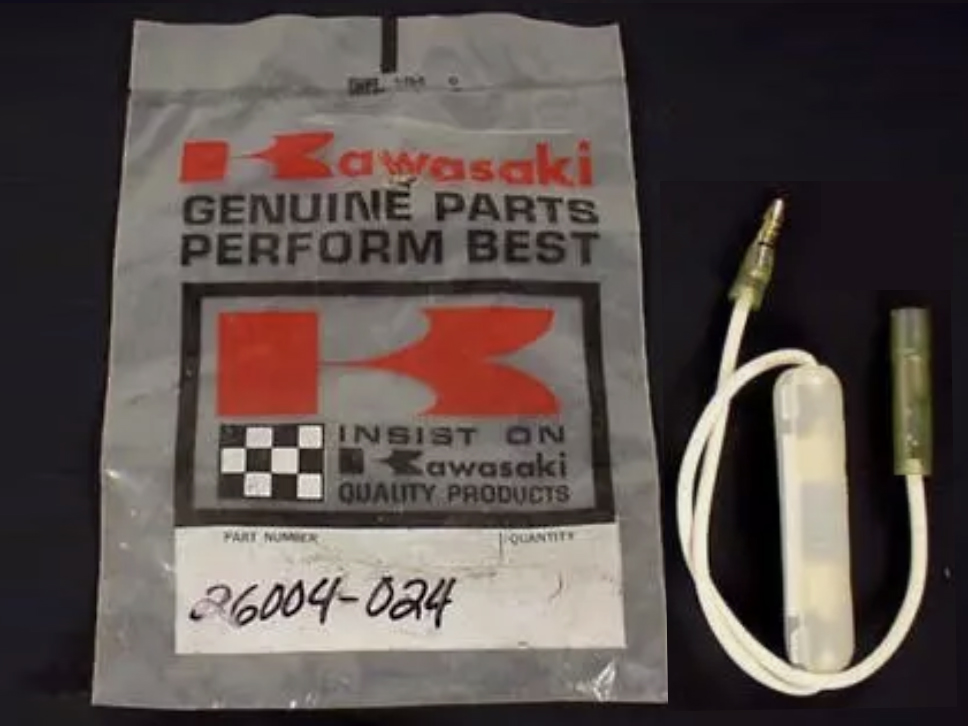 Kawasaki
GENUINE PARTS
PERFORM BEST
INSIST ON
Kawasaki
QUALITY PRODUCTS
PART NUMBER QUANTITY
26004-024